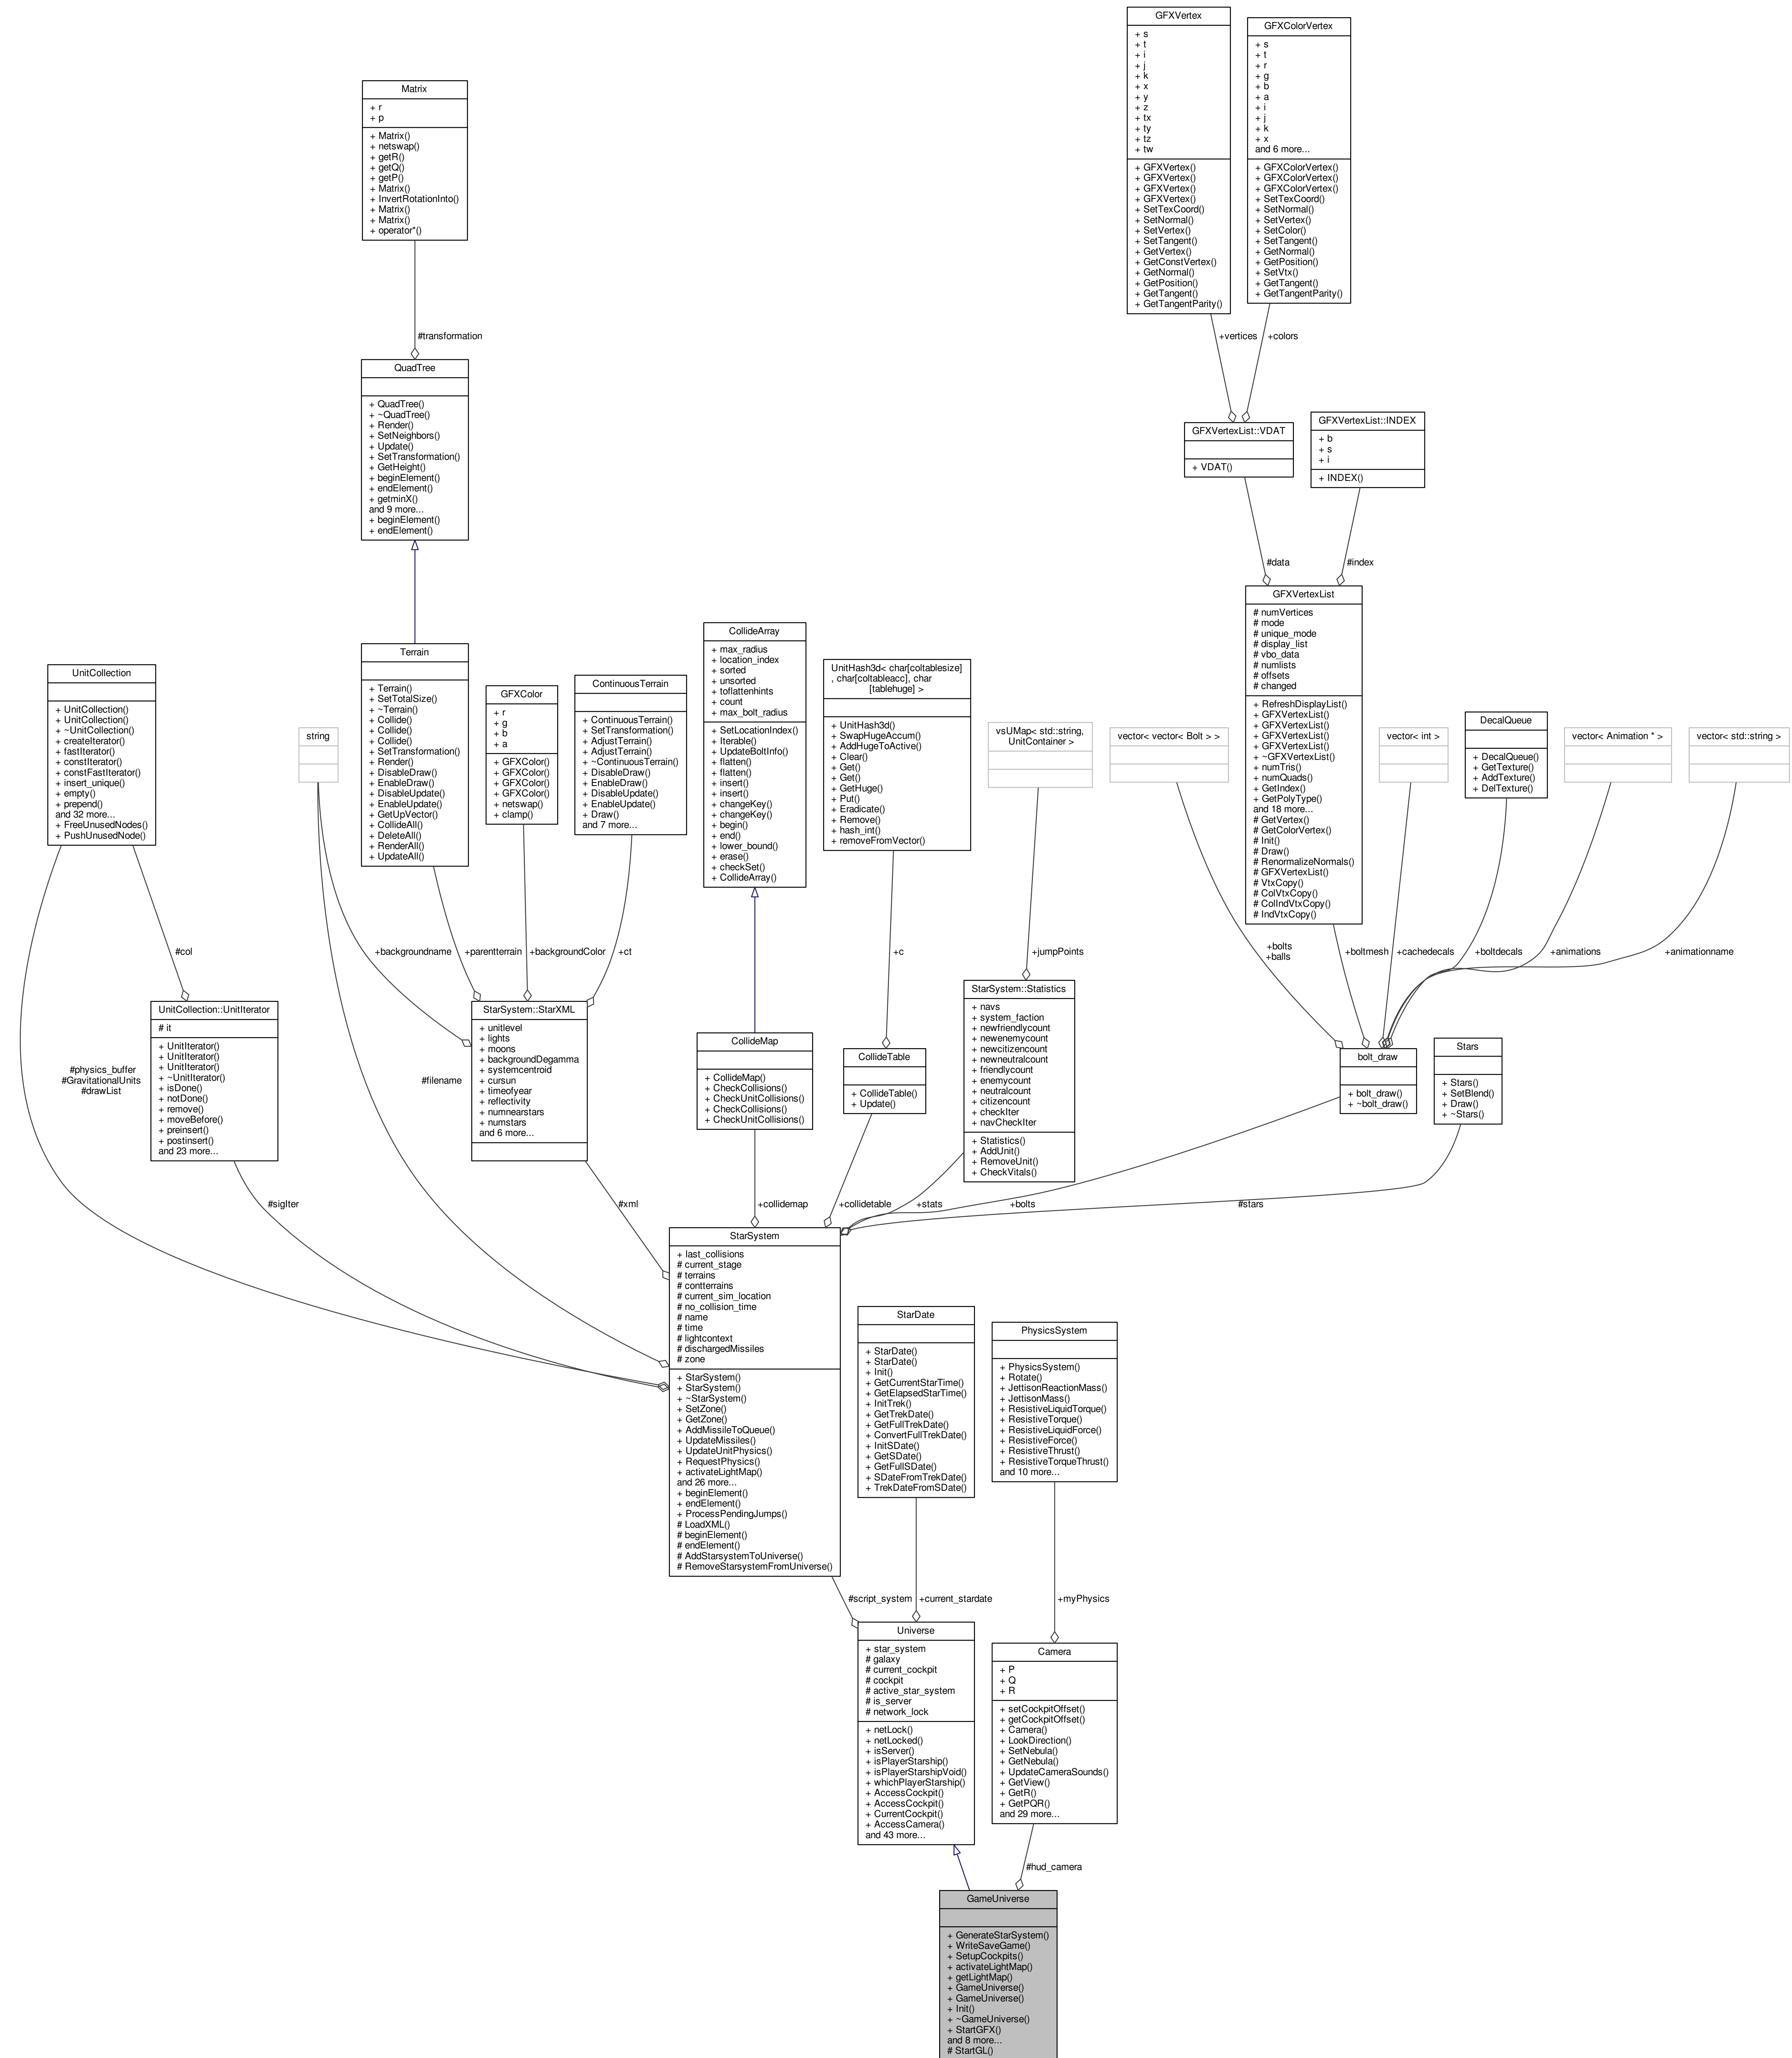 GFXVertex
+ s
+ t
+ i
+ j
+ k
+ x
+ y
+ z
+ tx
+ ty
+ tz
+ tw
+ GFXVertex()
+ GFXVertex()
+ GFXVertex()
+ GFXVertex()
+ SetTexCoord()
+ SetNormal()
+ SetVertex()
+ SetTangent()
+ GetVertex()
+ GetConstVertex()
+ GetNormal()
+ GetPosition()
+ GetTangent()
+ GetTangentParity()
GFXColorVertex
+ s
+ t
+ r
+ g
+ b
+ a
+ i
+ j
+ k
+ x
and 6 more...
+ GFXColorVertex()
+ GFXColorVertex()
+ GFXColorVertex()
+ SetTexCoord()
+ SetNormal()
+ SetVertex()
+ SetColor()
+ SetTangent()
+ GetNormal()
+ GetPosition()
+ SetVtx()
+ GetTangent()
+ GetTangentParity()
Matrix
+ r
+ p
+ Matrix()
+ netswap()
+ getR()
+ getQ()
+ getP()
+ Matrix()
+ InvertRotationInto()
+ Matrix()
+ Matrix()
+ operator*()
#transformation
+vertices
+colors
QuadTree
+ QuadTree()
+ ~QuadTree()
+ Render()
+ SetNeighbors()
+ Update()
+ SetTransformation()
+ GetHeight()
+ beginElement()
+ endElement()
+ getminX()
and 9 more...
+ beginElement()
+ endElement()
GFXVertexList::VDAT
+ VDAT()
GFXVertexList::INDEX
+ b
+ s
+ i
+ INDEX()
#data
#index
GFXVertexList
# numVertices
# mode
# unique_mode
# display_list
# vbo_data
# numlists
# offsets
# changed
+ RefreshDisplayList()
+ GFXVertexList()
+ GFXVertexList()
+ GFXVertexList()
+ GFXVertexList()
+ ~GFXVertexList()
+ numTris()
+ numQuads()
+ GetIndex()
+ GetPolyType()
and 18 more...
# GetVertex()
# GetColorVertex()
# Init()
# Draw()
# RenormalizeNormals()
# GFXVertexList()
# VtxCopy()
# ColVtxCopy()
# ColIndVtxCopy()
# IndVtxCopy()
UnitCollection
+ UnitCollection()
+ UnitCollection()
+ ~UnitCollection()
+ createIterator()
+ fastIterator()
+ constIterator()
+ constFastIterator()
+ insert_unique()
+ empty()
+ prepend()
and 32 more...
+ FreeUnusedNodes()
+ PushUnusedNode()
string
Terrain
+ Terrain()
+ SetTotalSize()
+ ~Terrain()
+ Collide()
+ Collide()
+ Collide()
+ SetTransformation()
+ Render()
+ DisableDraw()
+ EnableDraw()
+ DisableUpdate()
+ EnableUpdate()
+ GetUpVector()
+ CollideAll()
+ DeleteAll()
+ RenderAll()
+ UpdateAll()
GFXColor
+ r
+ g
+ b
+ a
+ GFXColor()
+ GFXColor()
+ GFXColor()
+ GFXColor()
+ netswap()
+ clamp()
ContinuousTerrain
+ ContinuousTerrain()
+ SetTransformation()
+ AdjustTerrain()
+ AdjustTerrain()
+ ~ContinuousTerrain()
+ DisableDraw()
+ EnableDraw()
+ DisableUpdate()
+ EnableUpdate()
+ Draw()
and 7 more...
CollideArray
+ max_radius
+ location_index
+ sorted
+ unsorted
+ toflattenhints
+ count
+ max_bolt_radius
+ SetLocationIndex()
+ Iterable()
+ UpdateBoltInfo()
+ flatten()
+ flatten()
+ insert()
+ insert()
+ changeKey()
+ changeKey()
+ begin()
+ end()
+ lower_bound()
+ erase()
+ checkSet()
+ CollideArray()
UnitHash3d< char[coltablesize]
, char[coltableacc], char
[tablehuge] >
+ UnitHash3d()
+ SwapHugeAccum()
+ AddHugeToActive()
+ Clear()
+ Get()
+ Get()
+ GetHuge()
+ Put()
+ Eradicate()
+ Remove()
+ hash_int()
+ removeFromVector()
vsUMap< std::string,
UnitContainer >
vector< vector< Bolt > >
vector< int >
DecalQueue
+ DecalQueue()
+ GetTexture()
+ AddTexture()
+ DelTexture()
vector< Animation * >
vector< std::string >
#col
+backgroundname
+parentterrain
+backgroundColor
+ct
+c
+jumpPoints
+bolts
+balls
+boltmesh
+cachedecals
+boltdecals
+animations
+animationname
UnitCollection::UnitIterator
# it
+ UnitIterator()
+ UnitIterator()
+ UnitIterator()
+ ~UnitIterator()
+ isDone()
+ notDone()
+ remove()
+ moveBefore()
+ preinsert()
+ postinsert()
and 23 more...
StarSystem::StarXML
+ unitlevel
+ lights
+ moons
+ backgroundDegamma
+ systemcentroid
+ cursun
+ timeofyear
+ reflectivity
+ numnearstars
+ numstars
and 6 more...
CollideMap
+ CollideMap()
+ CheckCollisions()
+ CheckUnitCollisions()
+ CheckCollisions()
+ CheckUnitCollisions()
CollideTable
+ CollideTable()
+ Update()
StarSystem::Statistics
+ navs
+ system_faction
+ newfriendlycount
+ newenemycount
+ newcitizencount
+ newneutralcount
+ friendlycount
+ enemycount
+ neutralcount
+ citizencount
+ checkIter
+ navCheckIter
+ Statistics()
+ AddUnit()
+ RemoveUnit()
+ CheckVitals()
bolt_draw
+ bolt_draw()
+ ~bolt_draw()
Stars
+ Stars()
+ SetBlend()
+ Draw()
+ ~Stars()
#physics_buffer
#GravitationalUnits
#drawList
#filename
#sigIter
#xml
+collidemap
+collidetable
+stats
+bolts
#stars
StarSystem
+ last_collisions
# current_stage
# terrains
# contterrains
# current_sim_location
# no_collision_time
# name
# time
# lightcontext
# dischargedMissiles
# zone
+ StarSystem()
+ StarSystem()
+ ~StarSystem()
+ SetZone()
+ GetZone()
+ AddMissileToQueue()
+ UpdateMissiles()
+ UpdateUnitPhysics()
+ RequestPhysics()
+ activateLightMap()
and 26 more...
+ beginElement()
+ endElement()
+ ProcessPendingJumps()
# LoadXML()
# beginElement()
# endElement()
# AddStarsystemToUniverse()
# RemoveStarsystemFromUniverse()
StarDate
+ StarDate()
+ StarDate()
+ Init()
+ GetCurrentStarTime()
+ GetElapsedStarTime()
+ InitTrek()
+ GetTrekDate()
+ GetFullTrekDate()
+ ConvertFullTrekDate()
+ InitSDate()
+ GetSDate()
+ GetFullSDate()
+ SDateFromTrekDate()
+ TrekDateFromSDate()
PhysicsSystem
+ PhysicsSystem()
+ Rotate()
+ JettisonReactionMass()
+ JettisonMass()
+ ResistiveLiquidTorque()
+ ResistiveTorque()
+ ResistiveLiquidForce()
+ ResistiveForce()
+ ResistiveThrust()
+ ResistiveTorqueThrust()
and 10 more...
#script_system
+current_stardate
+myPhysics
Universe
+ star_system
# galaxy
# current_cockpit
# cockpit
# active_star_system
# is_server
# network_lock
+ netLock()
+ netLocked()
+ isServer()
+ isPlayerStarship()
+ isPlayerStarshipVoid()
+ whichPlayerStarship()
+ AccessCockpit()
+ AccessCockpit()
+ CurrentCockpit()
+ AccessCamera()
and 43 more...
Camera
+ P
+ Q
+ R
+ setCockpitOffset()
+ getCockpitOffset()
+ Camera()
+ LookDirection()
+ SetNebula()
+ GetNebula()
+ UpdateCameraSounds()
+ GetView()
+ GetR()
+ GetPQR()
and 29 more...
#hud_camera
GameUniverse
+ GenerateStarSystem()
+ WriteSaveGame()
+ SetupCockpits()
+ activateLightMap()
+ getLightMap()
+ GameUniverse()
+ GameUniverse()
+ Init()
+ ~GameUniverse()
+ StartGFX()
and 8 more...
# StartGL()